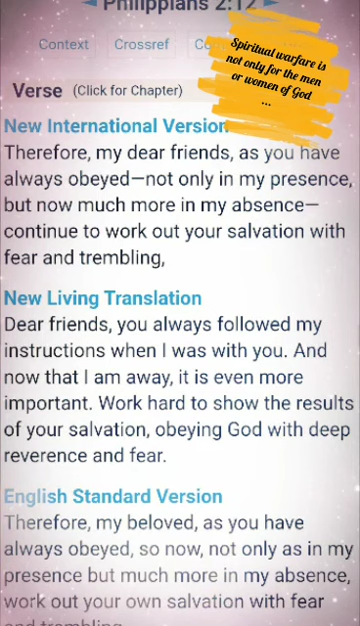 Philippians 2:12
Context Crossref
Spiritual warfare is
not only for the men
or women of God
...
Verse (Click for Chapter)
New International Version
Therefore, my dear friends, as you have
always obeyed—not only in my presence,
but now much more in my absence—
continue to work out your salvation with
fear and trembling,
New Living Translation
Dear friends, you always followed my
instructions when I was with you. And
now that I am away, it is even more
important. Work hard to show the results
of your salvation, obeying God with deep
reverence and fear.
English Standard Version
Therefore, my beloved, as you have
always obeyed, so now, not only as in my
presence but much more in my absence,
work out your own salvation with fear
and trembling,